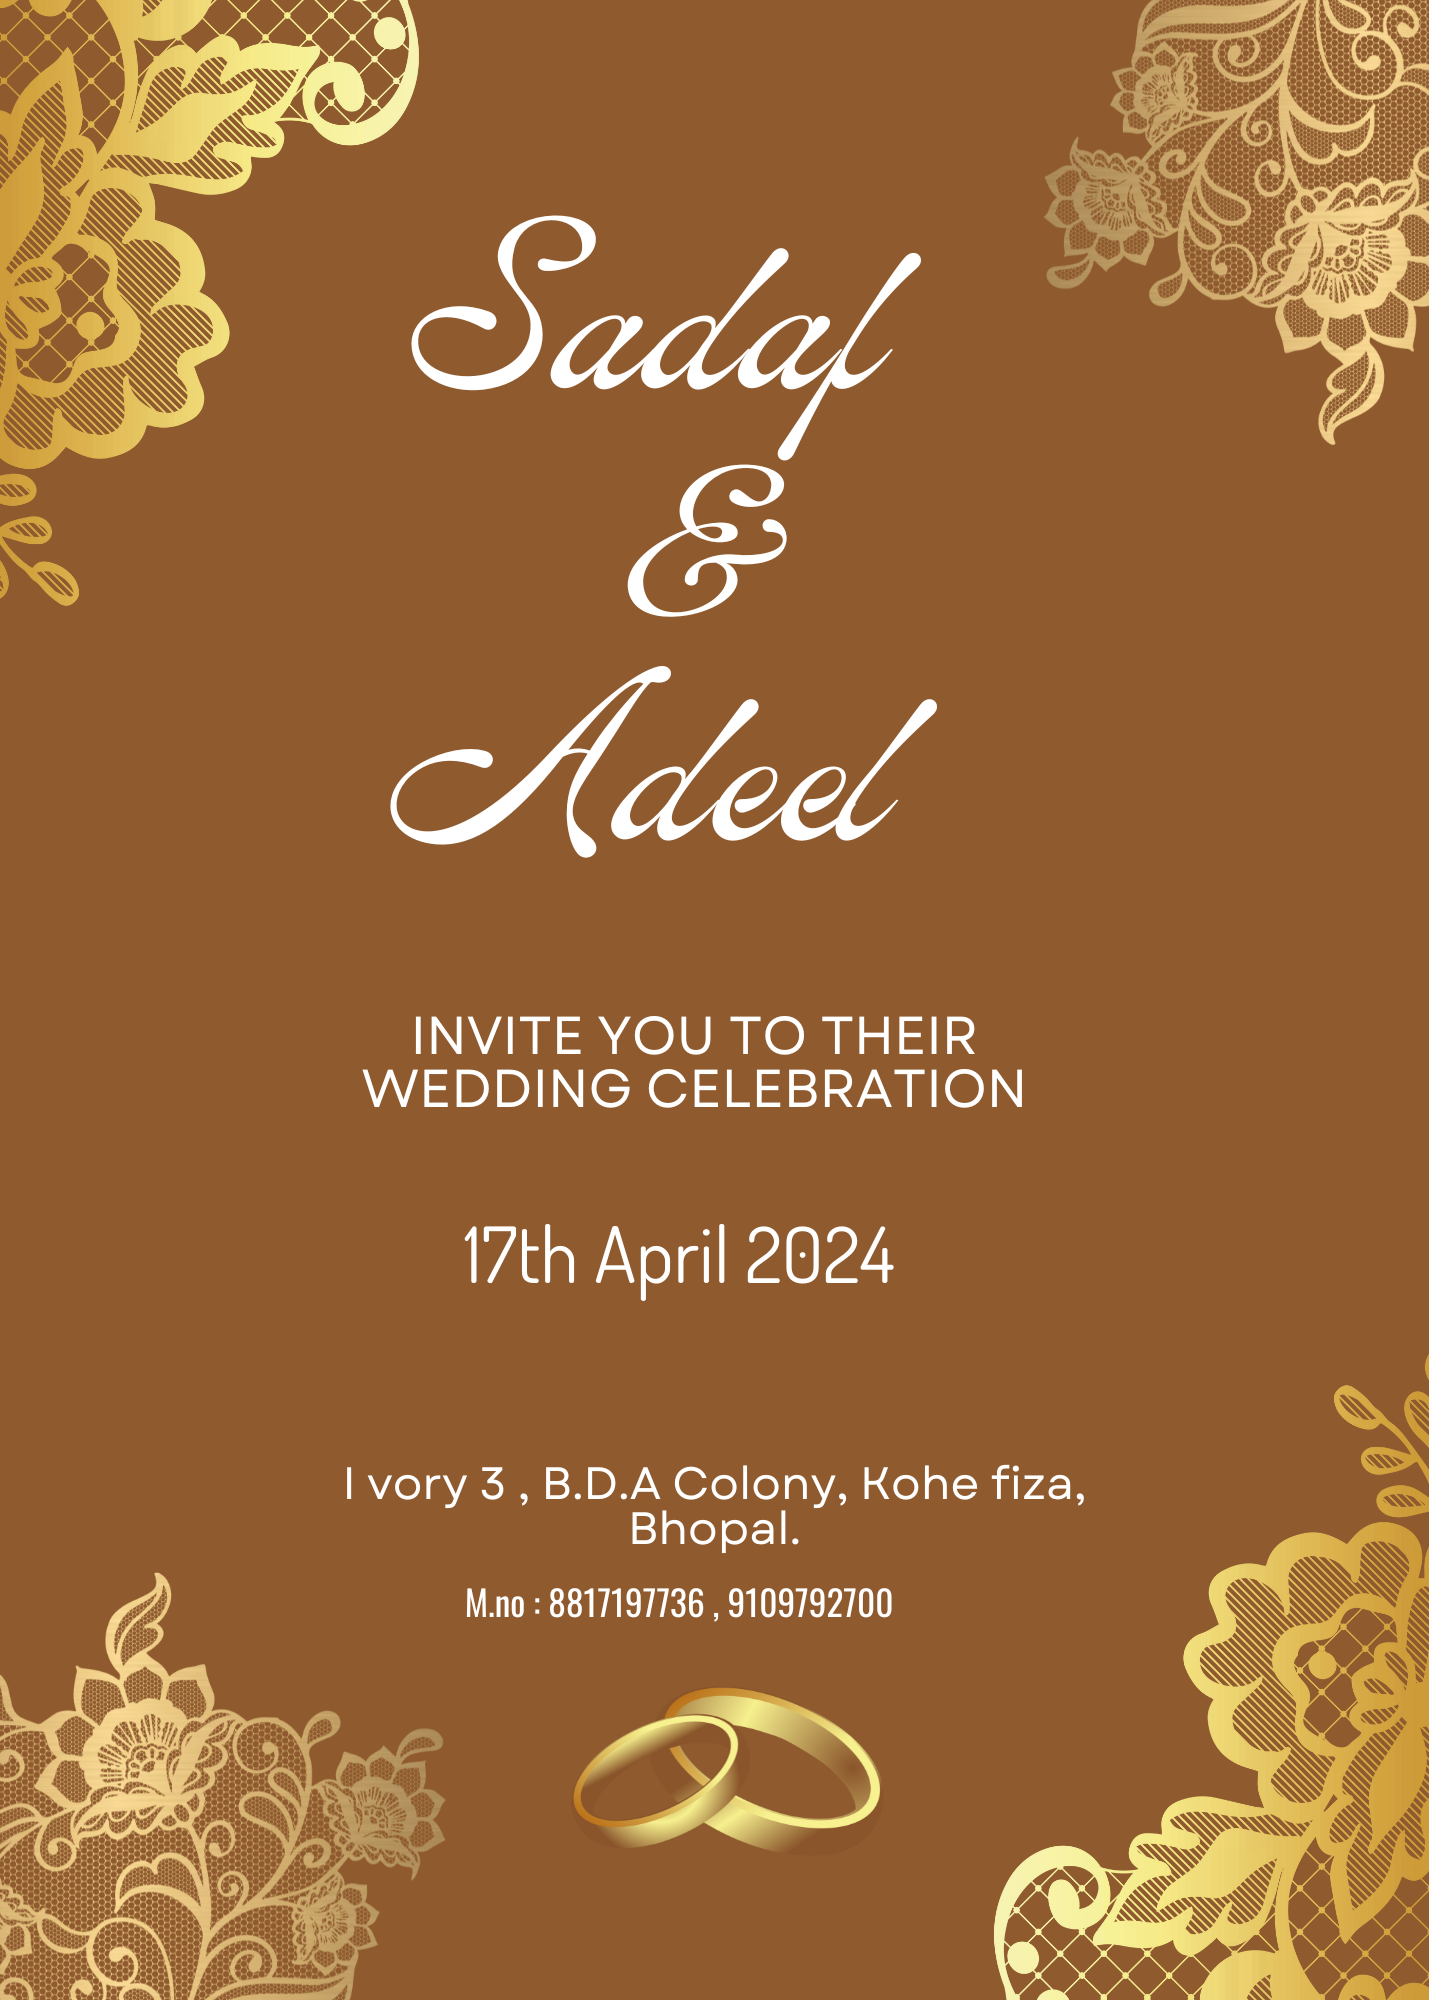 Sadaf
&
Adeel
INVITE YOU TO THEIR
WEDDING CELEBRATION
17th April 2024
I vory 3 , B.D.A Colony, Kohe fiza,
Bhopal.
M.no : 8817197736 , 9109792700